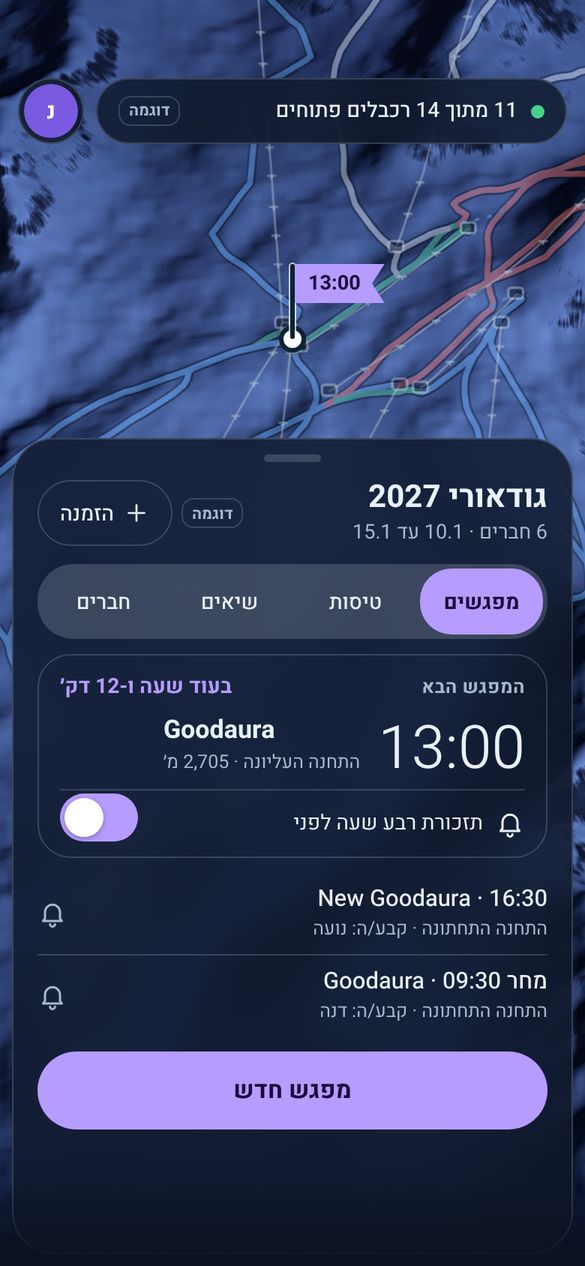 11 מתוך 14 רכבלים פתוחים
דוגמה
נ
13:00
גודאורי 2027
6 חברים · 10.1 עד 15.1
דוגמה
הזמנה
מפגשים
טיסות
שיאים
חברים
המפגש הבא
בעוד שעה ו-12 דק׳
13:00
Goodaura
התחנה העליונה · 2,705 מ׳
תזכורת רבע שעה לפני
16:30 · New Goodaura
התחנה התחתונה · קבע/ה: נועה
מחר 09:30 · Goodaura
התחנה התחתונה · קבע/ה: דנה
מפגש חדש